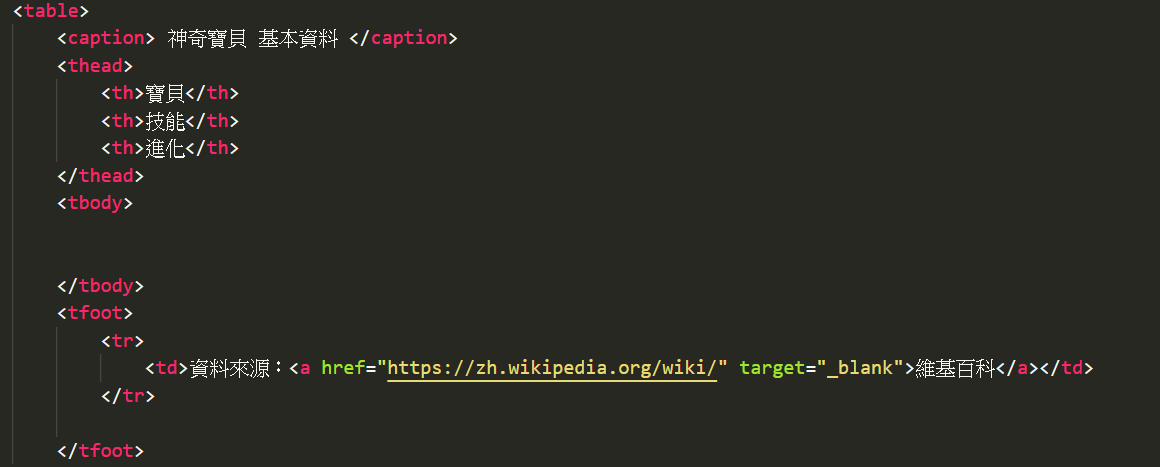 <table>
<caption> 神奇寶貝 基本資料 </caption>
<thead>
<th>寶貝</th>
<th>技能</th>
<th>進化</th>
</thead>
<tbody>
</tbody>
<tfoot>
<tr>
<td>資料來源：<a href="https://zh.wikipedia.org/wiki/" target="_blank">維基百科</a></td>
</tr>
</tfoot>